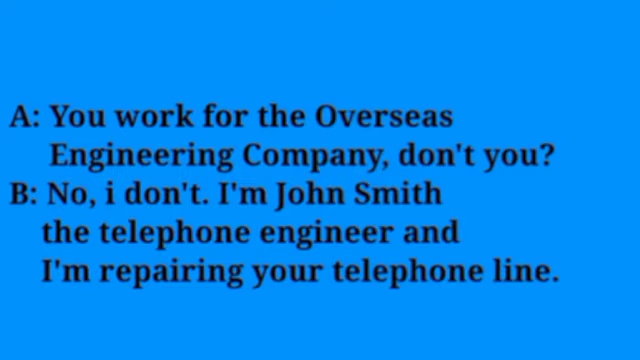 A: You work for the Overseas
Engineering Company, don't you?
B: No, i don't. I'm John Smith
the telephone engineer and
I'm repairing your telephone line.